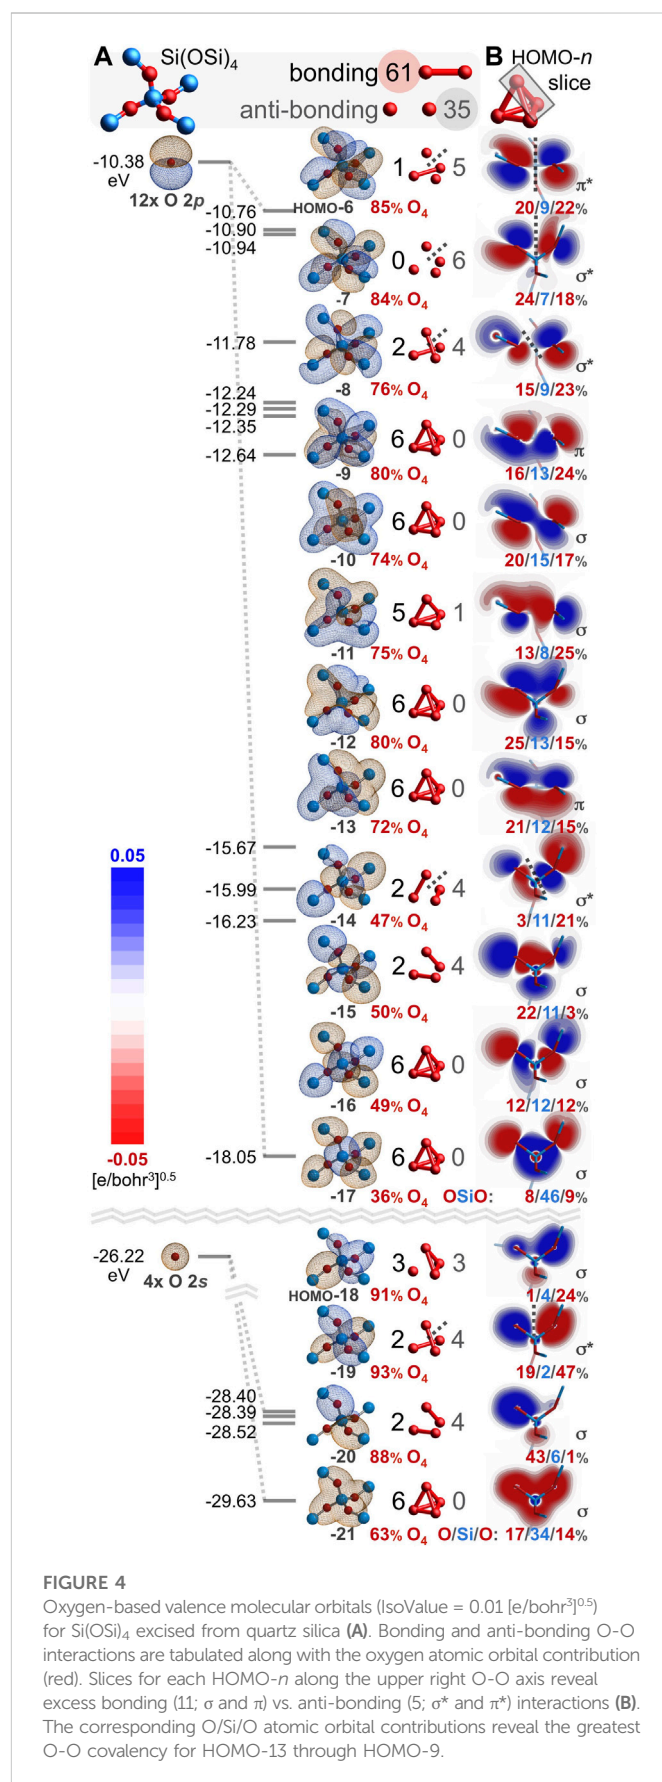 A Si(OSi)4 bonding 61 B HOMO-n
anti-bonding 35 slice
-10.38
eV
12x O 2p
1 5 π*
-10.76 HOMO-6 85% O4 20/9/22%
-10.90
-10.94
0 6 σ*
-7 84% O4 24/7/18%
-11.78 2 4 σ*
-8 76% O4 15/9/23%
-12.24
-12.29
-12.35
-12.64
6 0 π
-9 80% O4 16/13/24%
6 0 σ
-10 74% O4 20/15/17%
5 1 σ
-11 75% O4 13/8/25%
6 0 σ
-12 80% O4 25/13/15%
6 0 π
-13 72% O4 21/12/15%
0.05
-0.05
[e/bohr3]0.5
-15.67
-15.99
-16.23
2 4 σ*
-14 47% O4 3/11/21%
2 4 σ
-15 50% O4 22/11/3%
6 0 σ
-16 49% O4 12/12/12%
-18.05 6 0 σ
-17 36% O4 OSiO: 8/46/9%
-26.22
eV
4x O 2s
3 3 σ
HOMO-18 91% O4 1/4/24%
2 4 σ*
-19 93% O4 19/2/47%
-28.40
-28.39
-28.52
2 4 σ
-20 88% O4 43/6/1%
-29.63 6 0 σ
-21 63% O4 O/Si/O: 17/34/14%
FIGURE 4
Oxygen-based valence molecular orbitals (IsoValue = 0.01 [e/bohr3]0.5)
for Si(OSi)4 excised from quartz silica (A). Bonding and anti-bonding O-O
interactions are tabulated along with the oxygen atomic orbital contribution
(red). Slices for each HOMO-n along the upper right O-O axis reveal
excess bonding (11; σ and π) vs. anti-bonding (5; σ* and π*) interactions (B).
The corresponding O/Si/O atomic orbital contributions reveal the greatest
O-O covalency for HOMO-13 through HOMO-9.